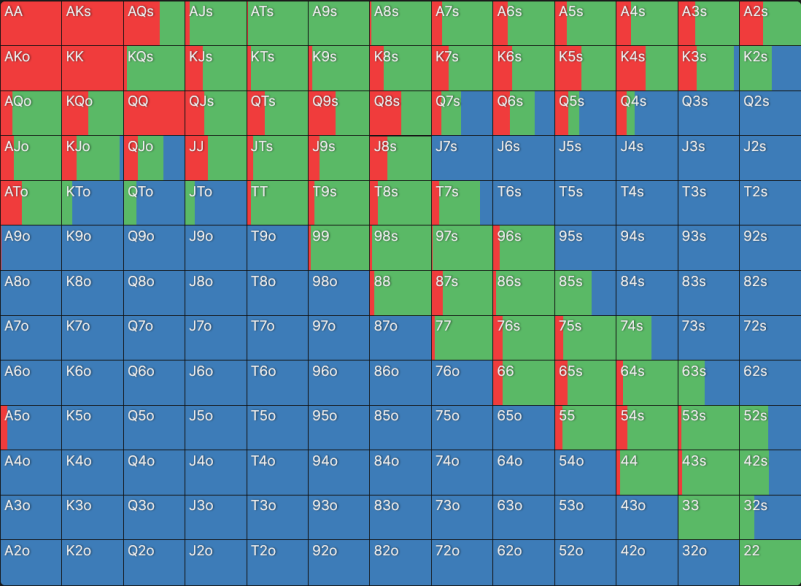 AA AKs AQs AJs ATs A9s A8s A7s A6s A5s A4s A3s A2s
AKo KK KQs KJs KTs K9s K8s K7s K6s K5s K4s K3s K2s
AQo KQo QQ QJs QTs Q9s Q8s Q7s Q6s Q5s Q4s Q3s Q2s
AJo KJo QJo JJ JTs J9s J8s J7s J6s J5s J4s J3s J2s
ATo KTo QTo JTo TT T9s T8s T7s T6s T5s T4s T3s T2s
A9o K9o Q9o J9o T9o 99 98s 97s 96s 95s 94s 93s 92s
A8o K8o Q8o J8o T8o 98o 88 87s 86s 85s 84s 83s 82s
A7o K7o Q7o J7o T7o 97o 87o 77 76s 75s 74s 73s 72s
A6o K6o Q6o J6o T6o 96o 86o 76o 66 65s 64s 63s 62s
A5o K5o Q5o J5o T5o 95o 85o 75o 65o 55 54s 53s 52s
A4o K4o Q4o J4o T4o 94o 84o 74o 64o 54o 44 43s 42s
A3o K3o Q3o J3o T3o 93o 83o 73o 63o 53o 43o 33 32s
A2o K2o Q2o J2o T2o 92o 82o 72o 62o 52o 42o 32o 22